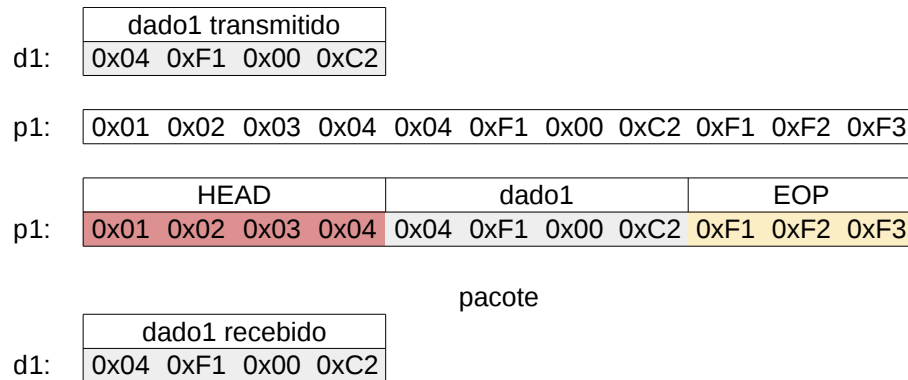 dado1 transmitido
d1: 0x04 0xF1 0x00 0xC2
p1: 0x01 0x02 0x03 0x04 0x04 0xF1 0x00 0xC2 0xF1 0xF2 0xF3
HEAD dado1 EOP
p1: 0x01 0x02 0x03 0x04 0x04 0xF1 0x00 0xC2 0xF1 0xF2 0xF3
pacote
dado1 recebido
d1: 0x04 0xF1 0x00 0xC2